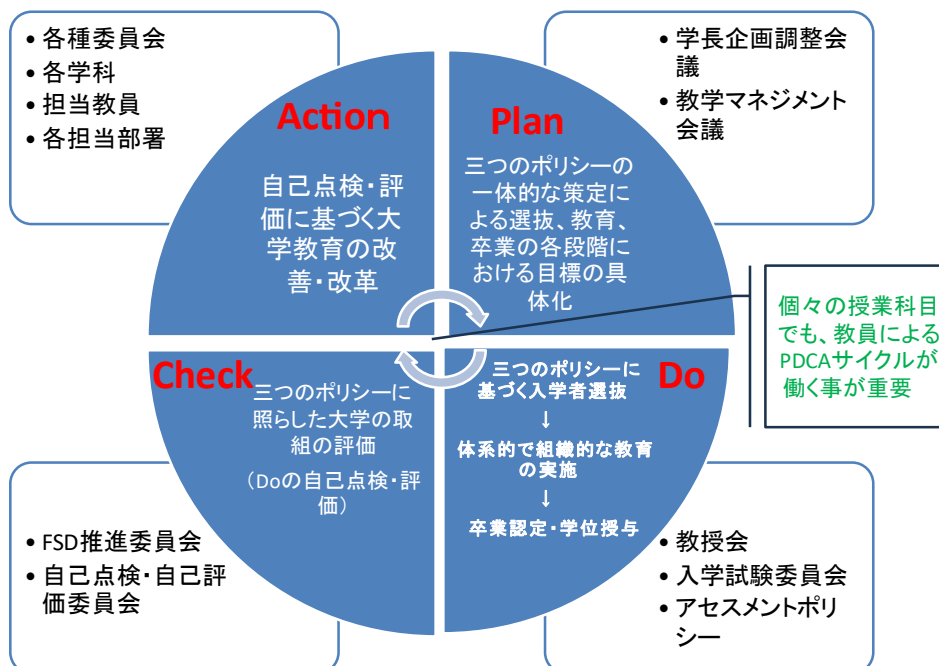 • 各種委員会
• 各学科
• 担当教員
• 各担当部署
• 学長企画調整会
議
• 教学マネジメント
会議
Action
自己点検・評
価に基づく大
学教育の改
善・改革
Plan
三つのポリシーの
一体的な策定に
よる選抜、教育、
卒業の各段階に
おける目標の具
体化
個々の授業科目
でも、教員による
PDCAサイクルが
働く事が重要
Check
三つのポリシーに
照らした大学の取
組の評価
（Doの自己点検・評
価）
Do
三つのポリシーに
基づく入学者選抜
↓
体系的で組織的な教育
の実施
↓
卒業認定・学位授与
• FSD推進委員会
• 自己点検・自己評
価委員会
• 教授会
• 入学試験委員会
• アセスメントポリ
シー